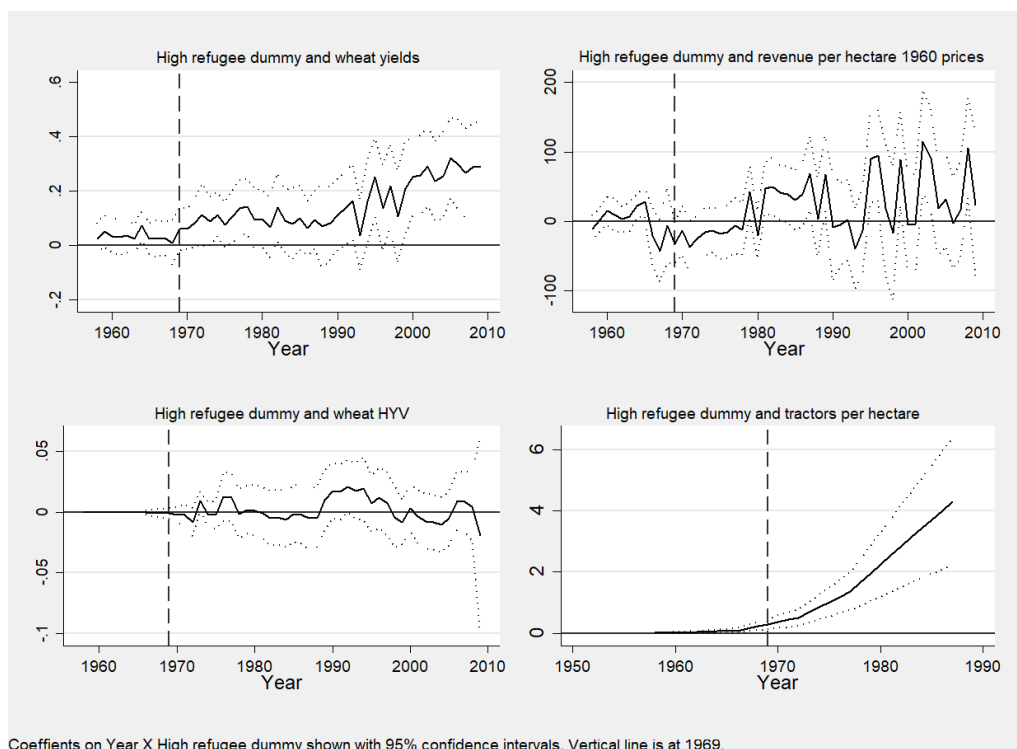 High refugee dummy and wheat yields
.6
.4
.2
0
-.2
1960 1970 1980 1990 2000 2010
Year
High refugee dummy and revenue per hectare 1960 prices
200
100
0
-100
1960 1970 1980 1990 2000 2010
Year
High refugee dummy and wheat HYV
.05
0
-.05
-.1
1960 1970 1980 1990 2000 2010
Year
High refugee dummy and tractors per hectare
6
4
2
0
1950 1960 1970 1980 1990
Year
Coeffients on Year X High refugee dummy shown with 95% confidence intervals. Vertical line is at 1969.